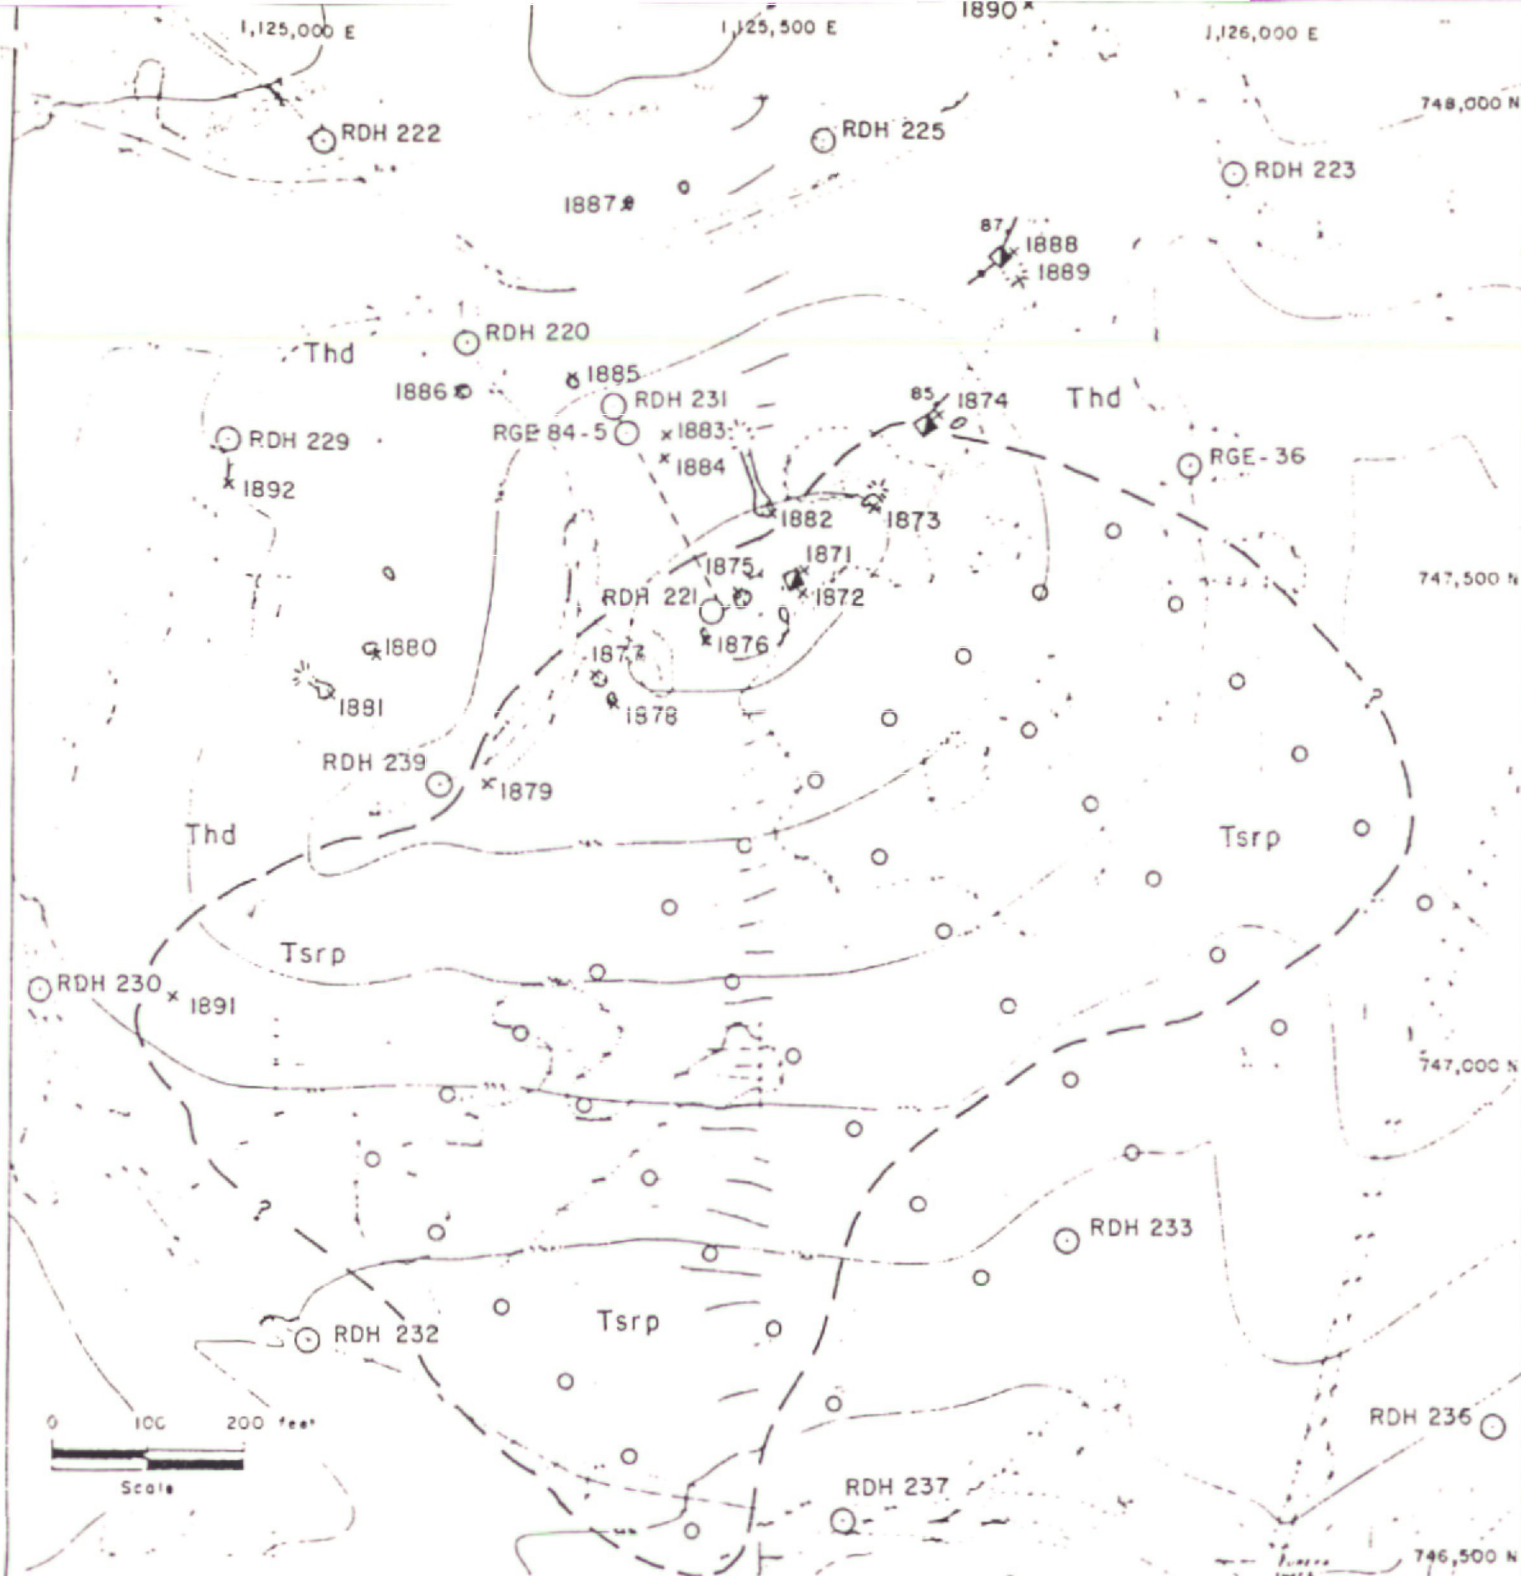 1890
1,125,000 E
1,125,500 E
1,126,000 E
748,000 N
RDH 222
RDH 225
RDH 223
1887
87
1888
1889
RDH 220
Thd
1885
1886
RDH 231
85
1874
Thd
RGE 84-5
1883
RDH 229
RGE-36
1884
1892
1882
1873
1875
1871
747,500 N
RDH 221
1872
1880
1877
1876
?
1881
1878
RDH 239
1879
Thd
Tsrp
Tsrp
RDH 230
1891
747,000 N
?
RDH 233
Tsrp
RDH 232
0 100 200 feet
RDH 236
Scale
RDH 237
746,500 N